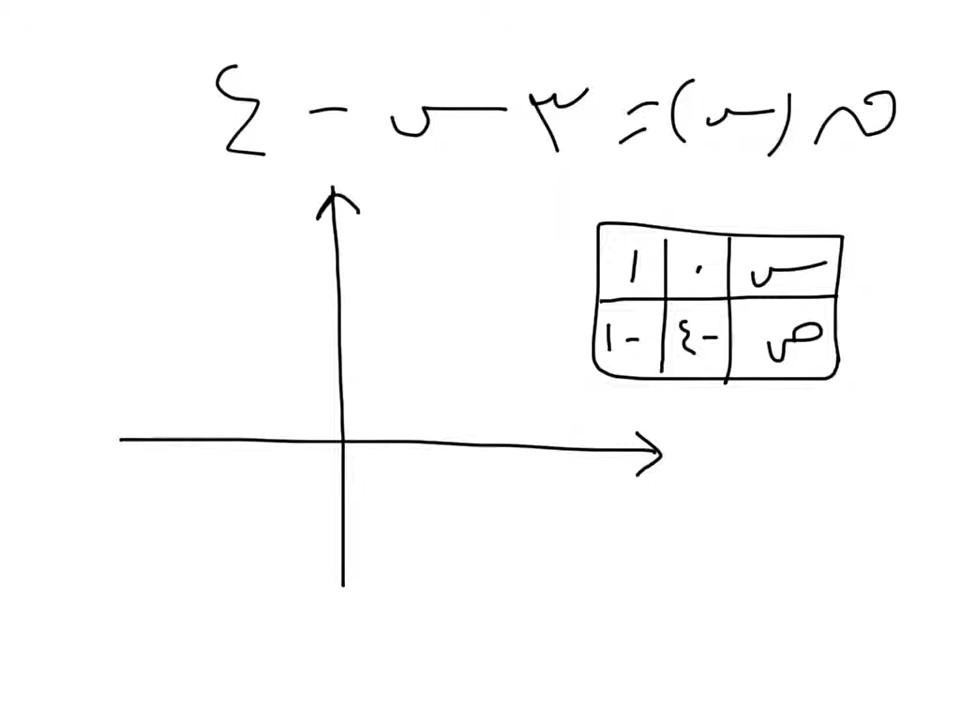 ق(س) = ٣س - ٤
س ٠ ١
ص -٤ -١